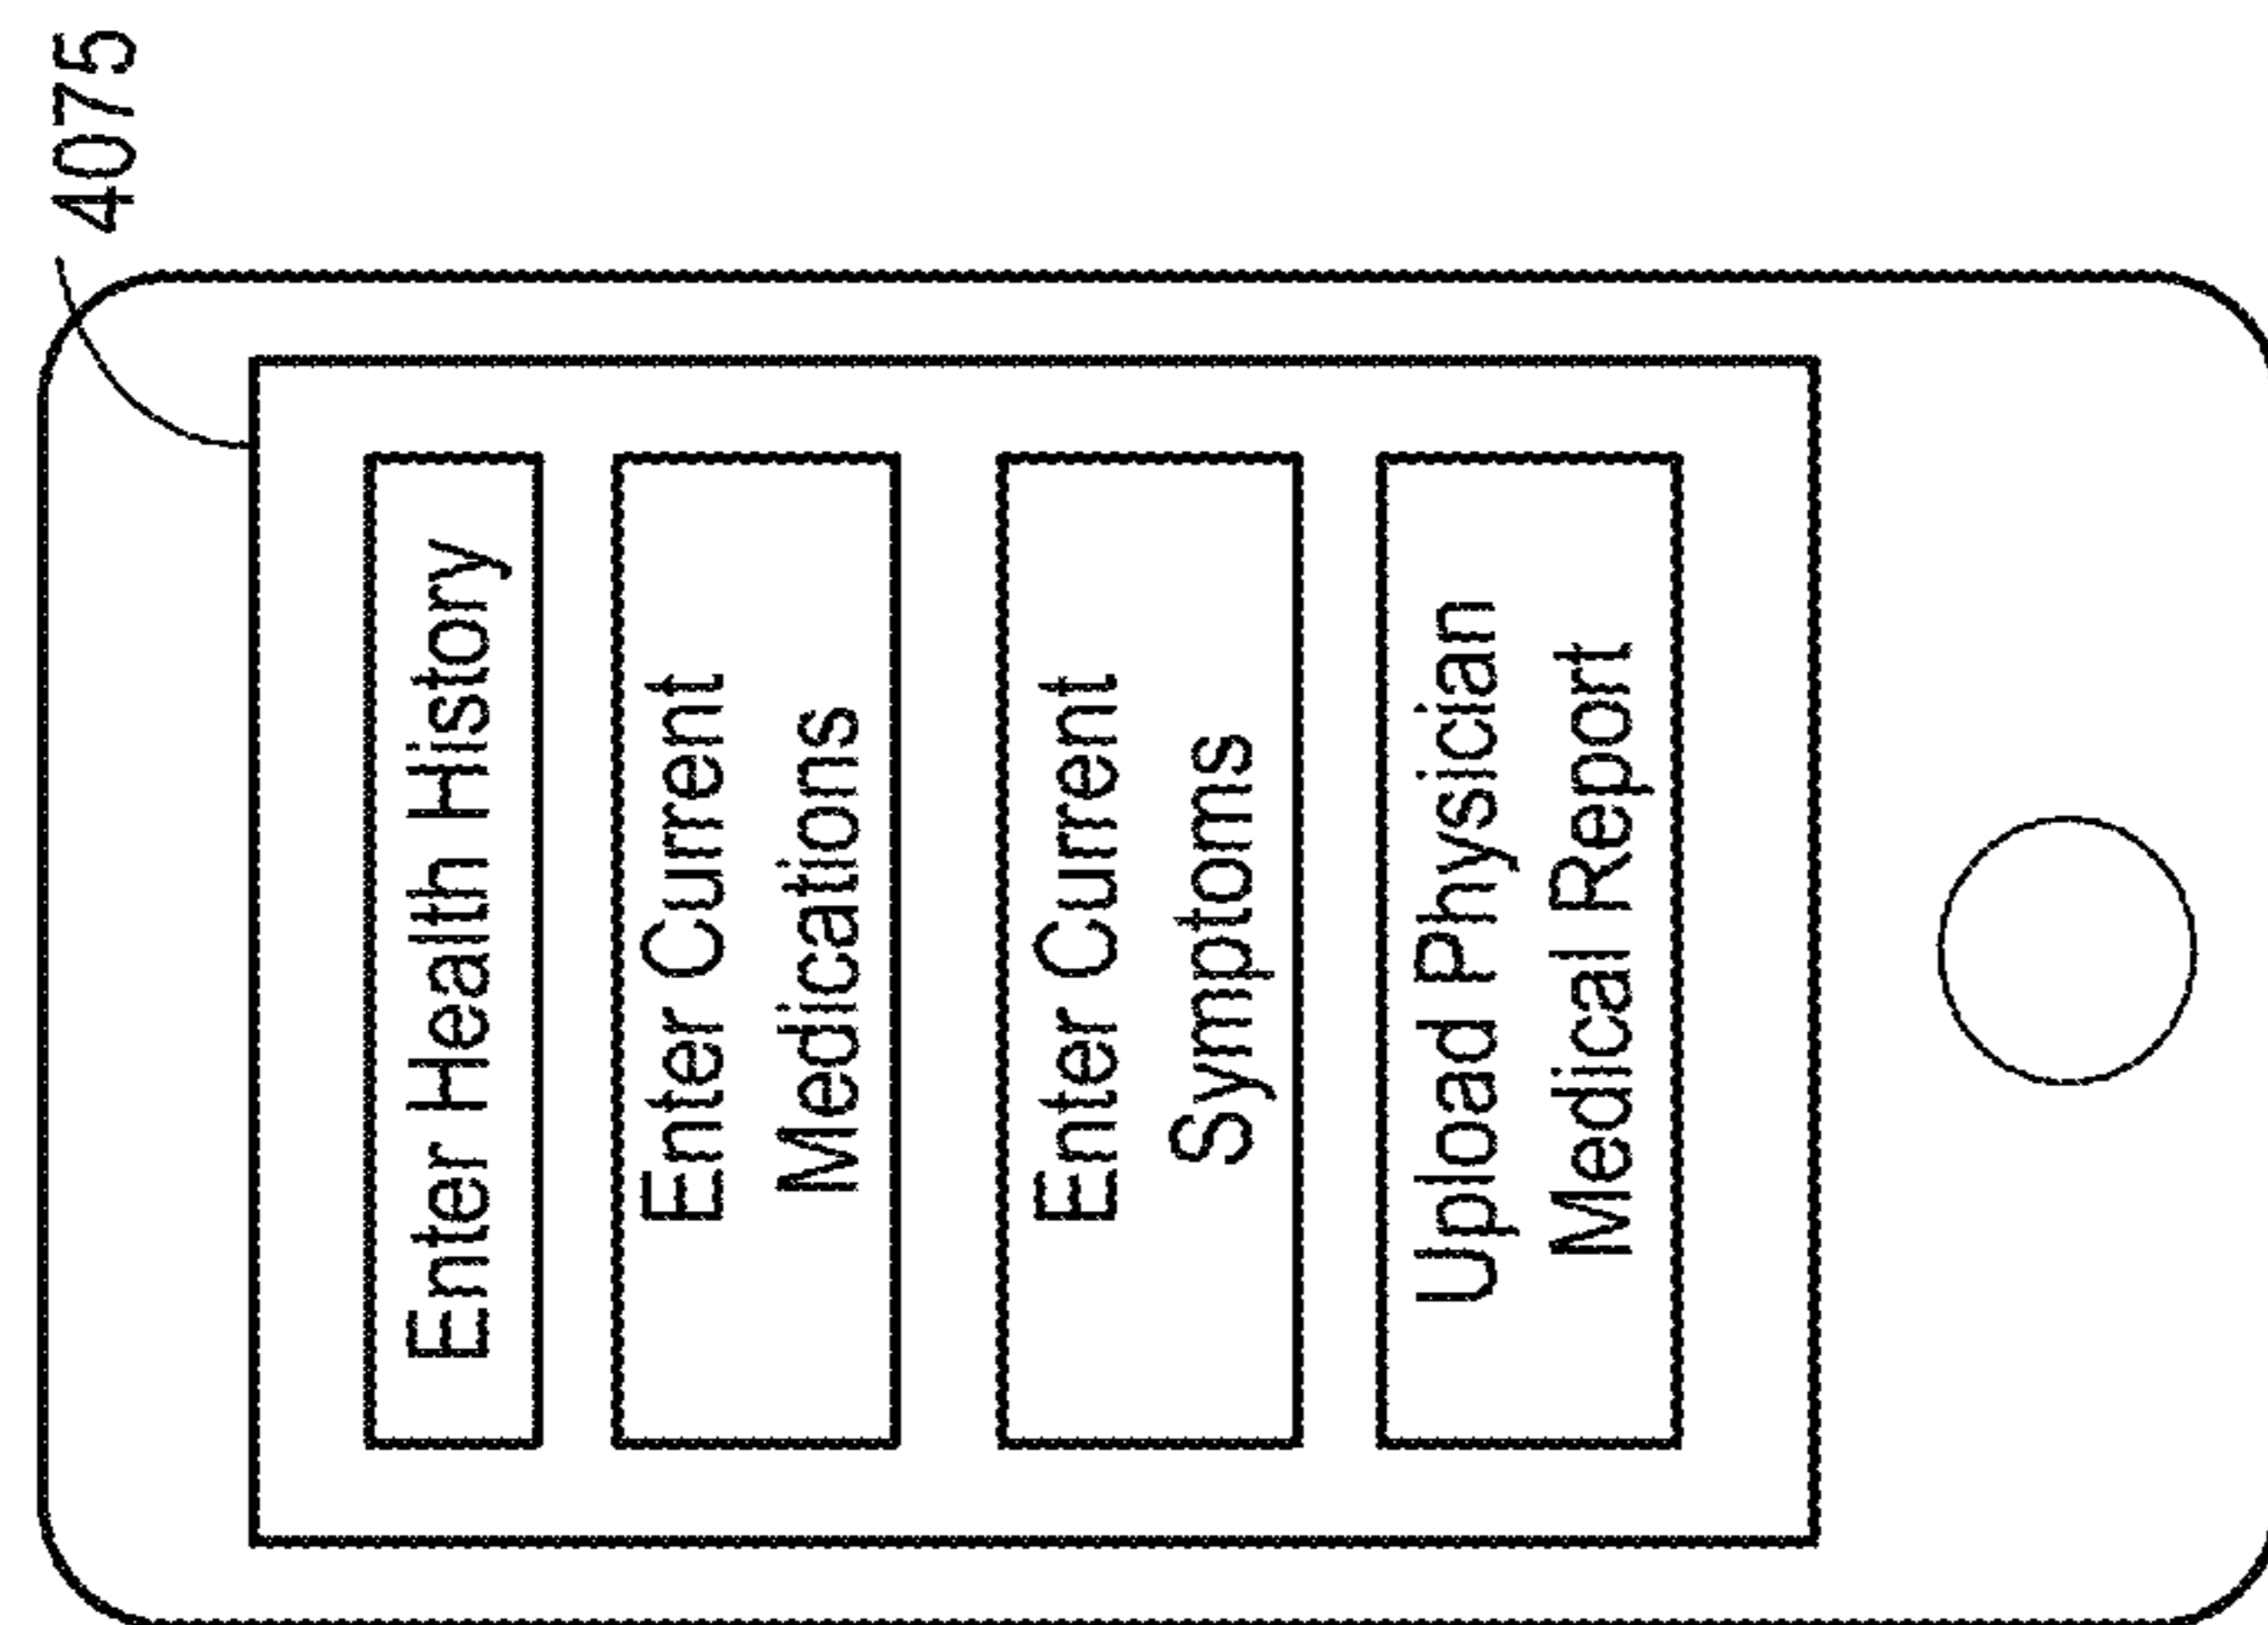 4075
Enter Health History
Enter Current
Medications
Enter Current
Symptoms
Upload Physician
Medical Report